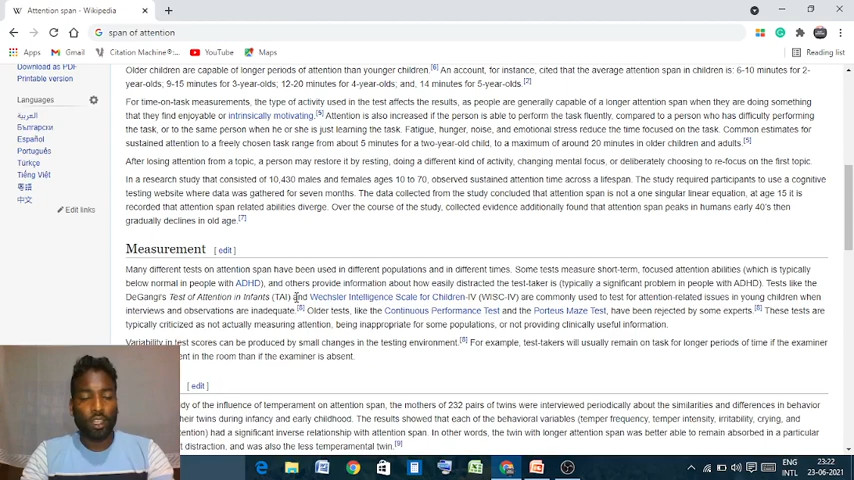 Attention span - Wikipedia
span of attention
Apps Gmail Citation Machine®:... YouTube Maps Reading list
Download as PDF
Printable version
Languages
العربية
Български
Español
Português
Türkçe
Tiếng Việt
粵語
中文
Edit links
Older children are capable of longer periods of attention than younger children.[6] An account, for instance, cited that the average attention span in children is: 6-10 minutes for 2-
year-olds; 9-15 minutes for 3-year-olds; 12-20 minutes for 4-year-olds; and, 14 minutes for 5-year-olds.[2]
For time-on-task measurements, the type of activity used in the test affects the results, as people are generally capable of a longer attention span when they are doing something
that they find enjoyable or intrinsically motivating.[5] Attention is also increased if the person is able to perform the task fluently, compared to a person who has difficulty performing
the task, or to the same person when he or she is just learning the task. Fatigue, hunger, noise, and emotional stress reduce the time focused on the task. Common estimates for
sustained attention to a freely chosen task range from about 5 minutes for a two-year-old child, to a maximum of around 20 minutes in older children and adults.[5]
After losing attention from a topic, a person may restore it by resting, doing a different kind of activity, changing mental focus, or deliberately choosing to re-focus on the first topic.
In a research study that consisted of 10,430 males and females ages 10 to 70, observed sustained attention time across a lifespan. The study required participants to use a cognitive
testing website where data was gathered for seven months. The data collected from the study concluded that attention span is not a one singular linear equation, at age 15 it is
recorded that attention span related abilities diverge. Over the course of the study, collected evidence additionally found that attention span peaks in humans early 40's then
gradually declines in old age.[7]
Measurement [ edit ]
Many different tests on attention span have been used in different populations and in different times. Some tests measure short-term, focused attention abilities (which is typically
below normal in people with ADHD), and others provide information about how easily distracted the test-taker is (typically a significant problem in people with ADHD). Tests like the
DeGangi's Test of Attention in Infants (TAI) and Wechsler Intelligence Scale for Children-IV (WISC-IV) are commonly used to test for attention-related issues in young children when
interviews and observations are inadequate.[8] Older tests, like the Continuous Performance Test and the Porteus Maze Test, have been rejected by some experts.[8] These tests are
typically criticized as not actually measuring attention, being inappropriate for some populations, or not providing clinically useful information.
Variability in test scores can be produced by small changes in the testing environment.[8] For example, test-takers will usually remain on task for longer periods of time if the examiner
ent in the room than if the examiner is absent.
[ edit ]
dy of the influence of temperament on attention span, the mothers of 232 pairs of twins were interviewed periodically about the similarities and differences in behavior
their twins during infancy and early childhood. The results showed that each of the behavioral variables (temper frequency, temper intensity, irritability, crying, and
tention) had a significant inverse relationship with attention span. In other words, the twin with longer attention span was better able to remain absorbed in a particular
t distraction, and was also the less temperamental twin.[9]
ENG
INTL
23:22
23-06-2021